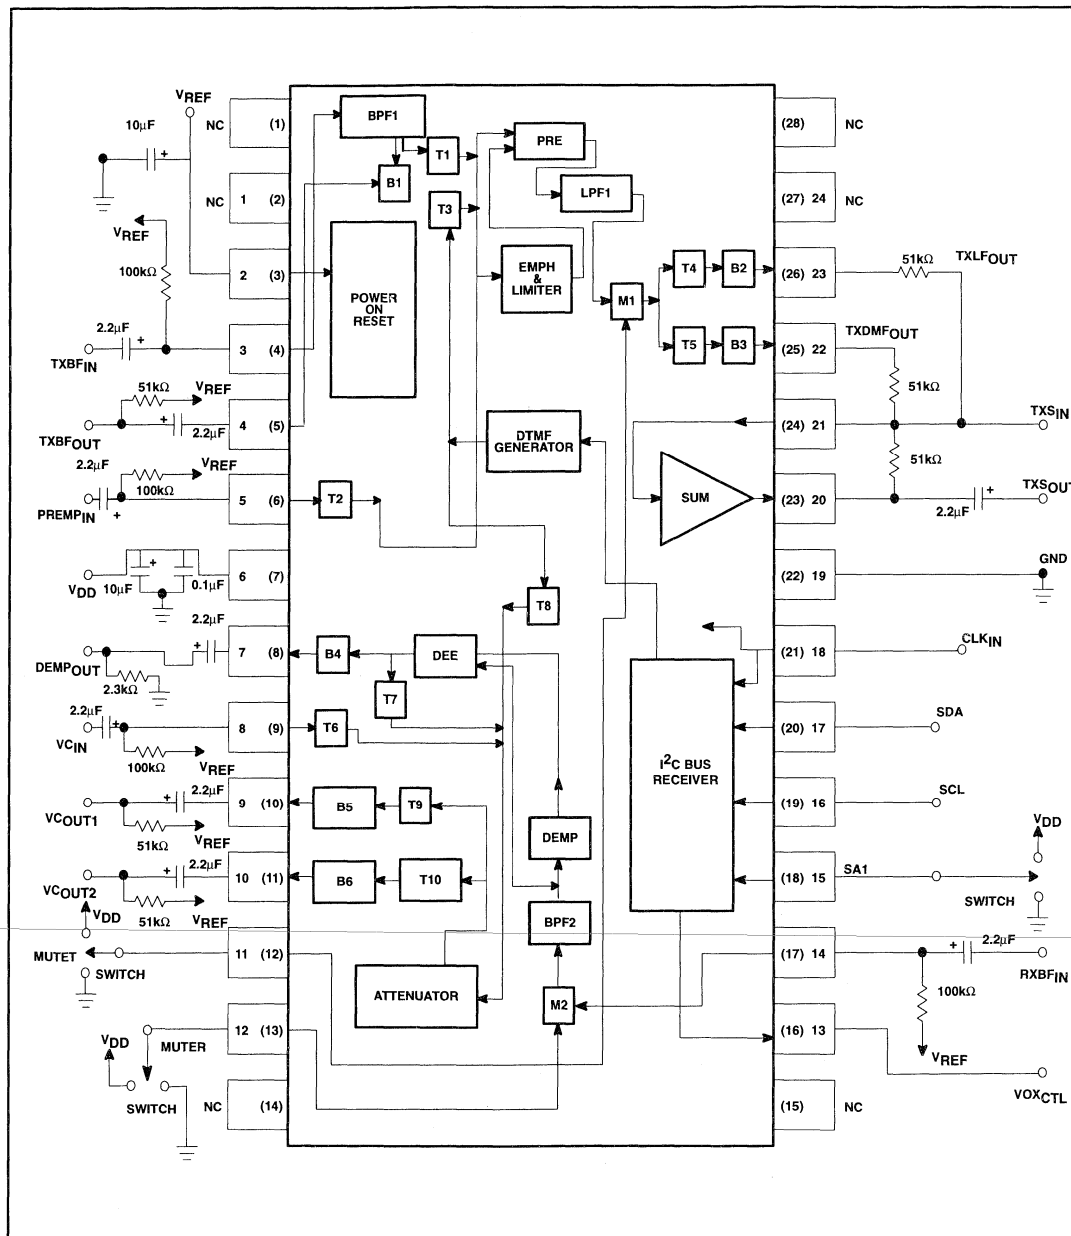 VREF
10µF
+
NC
(1)
NC 1 (2)
VREF
100kΩ
2 (3)
2.2µF
+
3 (4)
TXBFIN
51kΩ
VREF
+
2.2µF
4 (5)
TXBFOUT
2.2µF
VREF
100kΩ
PREMPIN
+
5 (6)
VDD
10µF
+
0.1µF
6 (7)
2.2µF
+
DEMPOUT
2.3kΩ
7 (8)
2.2µF
+
VCIN
100kΩ
VREF
8 (9)
+
2.2µF
VCOUT1
51kΩ
VREF
9 (10)
+
2.2µF
VCOUT2
51kΩ
VREF
10 (11)
VDD
MUTET
SWITCH
11 (12)
VDD
MUTER
SWITCH
12 (13)
NC
(14)
BPF1
T1
B1
T3
PRE
LPF1
POWER
ON
RESET
EMPH
&
LIMITER
M1
T4
B2
T5
B3
DTMF
GENERATOR
SUM
T2
T8
B4
DEE
T7
T6
B5
T9
B6
T10
DEMP
BPF2
M2
ATTENUATOR
I2C BUS
RECEIVER
(28) NC
(27) 24 NC
(26) 23
51kΩ
TXLFOUT
(25) 22
TXDMFOUT
51kΩ
(24) 21
TXSIN
51kΩ
(23) 20
2.2µF
+
TXSOUT
(22) 19
GND
(21) 18
CLKIN
(20) 17
SDA
(19) 16
SCL
(18) 15
SA1
VDD
SWITCH
(17) 14
+
2.2µF
RXBFIN
100kΩ
VREF
(16) 13
VOXCTL
(15) NC